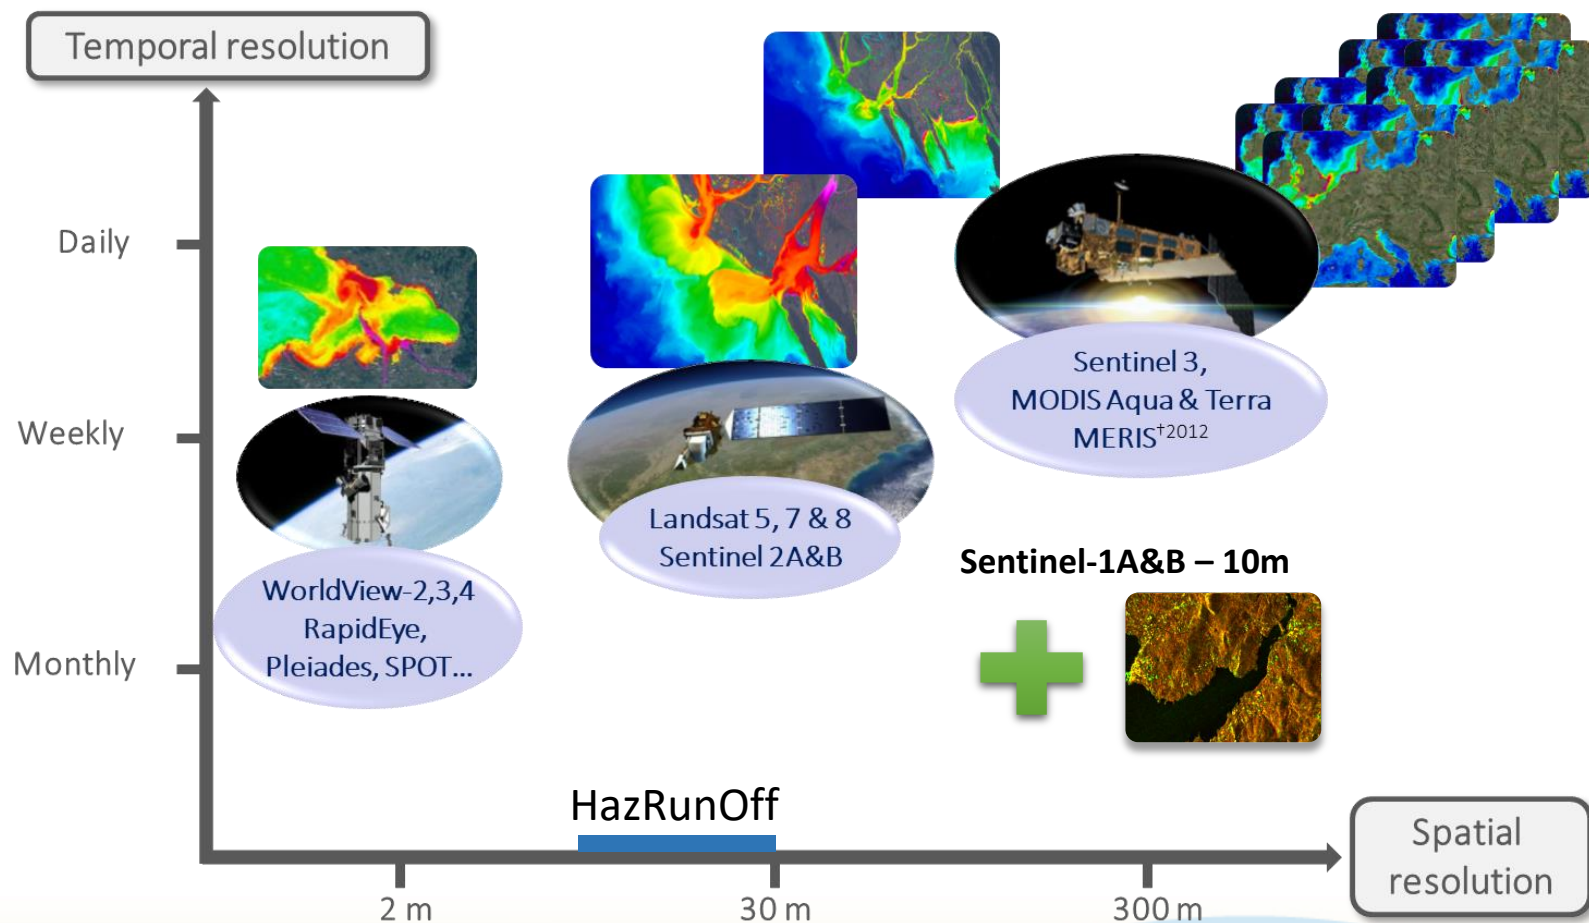 Temporal resolution
Daily
Weekly
Monthly
WorldView-2,3,4
RapidEye,
Pleiades, SPOT...
Landsat 5, 7 & 8
Sentinel 2A&B
Sentinel 3,
MODIS Aqua & Terra
MERIS†2012
Sentinel-1A&B – 10m
HazRunOff
2 m
30 m
300 m
Spatial
resolution